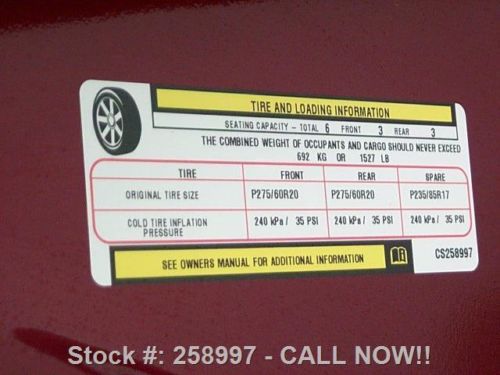 TIRE AND LOADING INFORMATION
SEATING CAPACITY - TOTAL 6 FRONT 3 REAR 3
THE COMBINED WEIGHT OF OCCUPANTS AND CARGO SHOULD NEVER EXCEED
692 KG OR 1527 LB
TIRE FRONT REAR SPARE
ORIGINAL TIRE SIZE P275/60R20 P275/60R20 P235/85R17
COLD TIRE INFLATION PRESSURE 240 kPa / 35 PSI 240 kPa / 35 PSI 240 kPa / 35 PSI
SEE OWNERS MANUAL FOR ADDITIONAL INFORMATION CS258997
Stock #: 258997 - CALL NOW!!